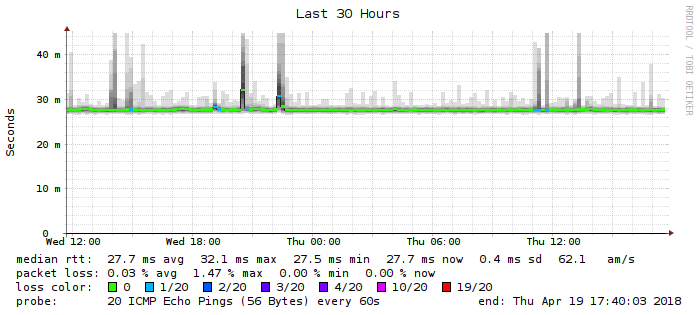 Last 30 Hours
RRDTOOL / TOBI OETIKER
Seconds
40 m
30 m
20 m
10 m
0
Wed 12:00 Wed 18:00 Thu 00:00 Thu 06:00 Thu 12:00
median rtt: 27.7 ms avg 32.1 ms max 27.5 ms min 27.7 ms now 0.4 ms sd 62.1 am/s
packet loss: 0.03 % avg 1.47 % max 0.00 % min 0.00 % now
loss color: 0 1/20 2/20 3/20 4/20 10/20 19/20
probe: 20 ICMP Echo Pings (56 Bytes) every 60s end: Thu Apr 19 17:40:03 2018